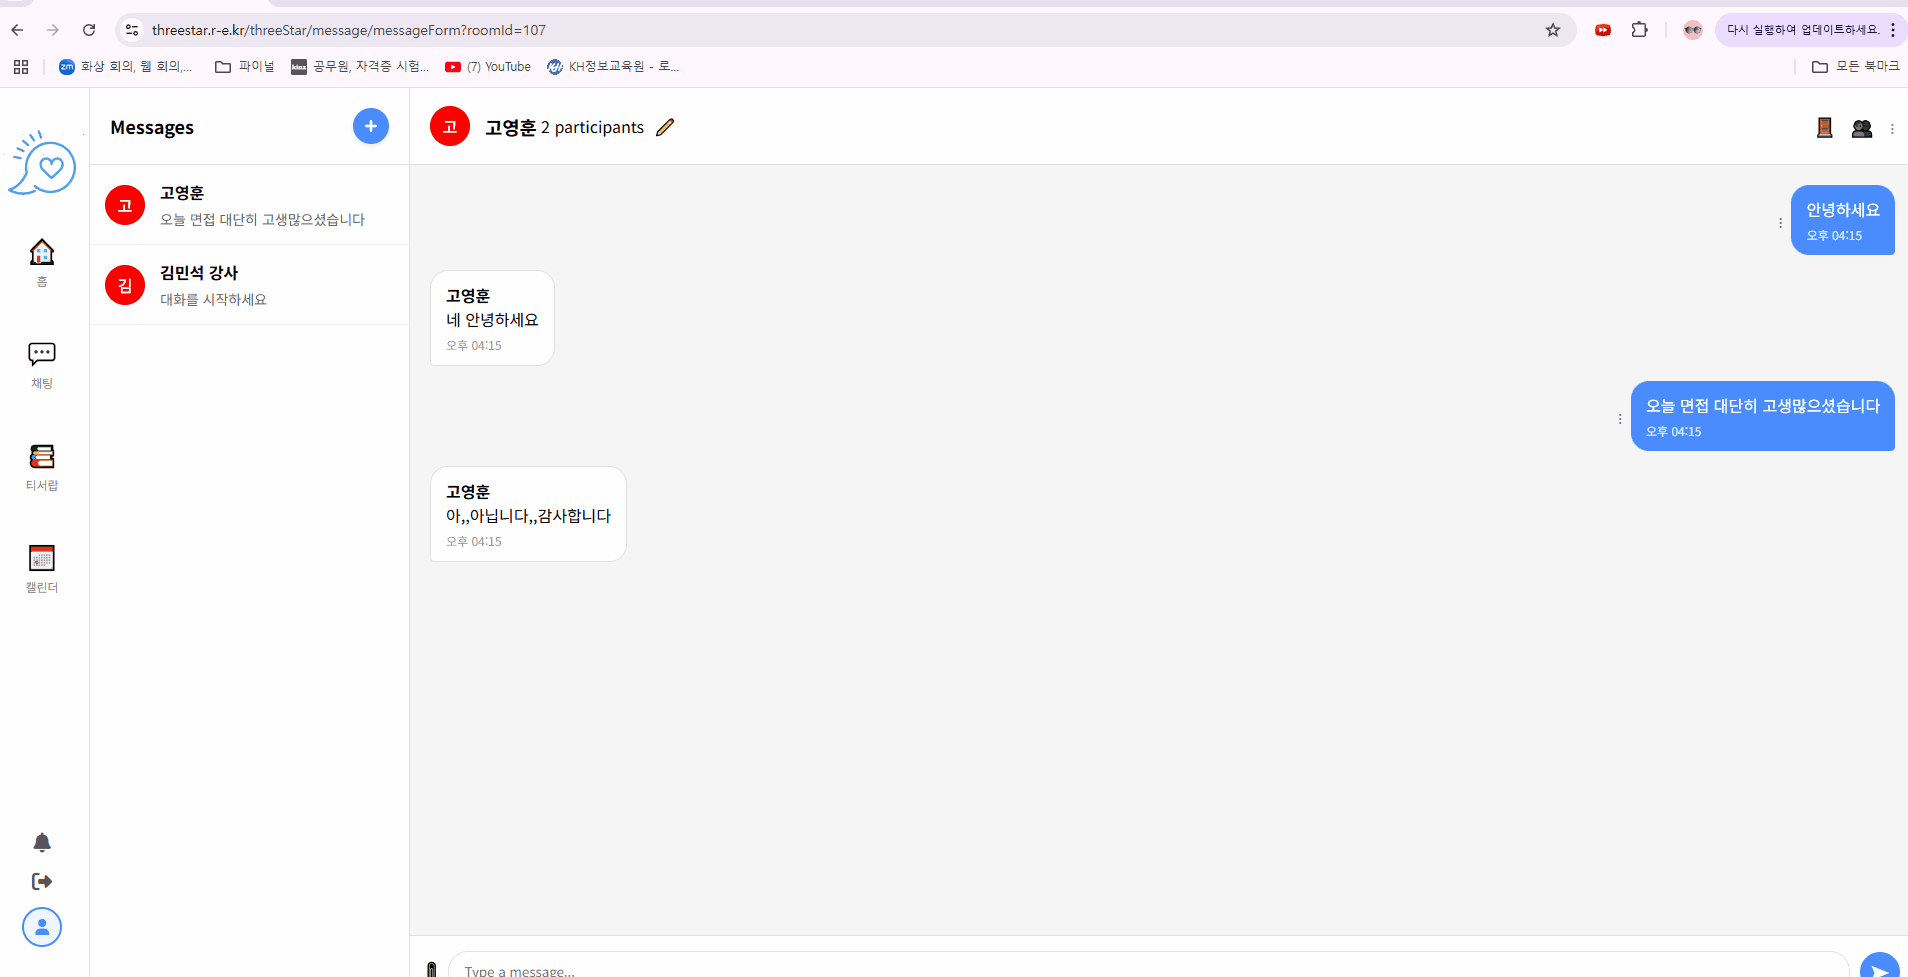 threestar.r-e.kr/threeStar/message/messageForm?roomId=107
다시 실행하여 업데이트하세요.
zm 화상 회의, 웹 회의,...
파이널
kinz 공무원, 자격증 시험...
(7) YouTube
KH KH정보교육원 - 로...
모든 북마크
홈
채팅
티서랍
캘린더
Messages
+
고
고영훈
오늘 면접 대단히 고생많으셨습니다
김
김민석 강사
대화를 시작하세요
고
고영훈 2 participants
안녕하세요
오후 04:15
고영훈
네 안녕하세요
오후 04:15
오늘 면접 대단히 고생많으셨습니다
오후 04:15
고영훈
아,,아닙니다,,감사합니다
오후 04:15
Type a message...